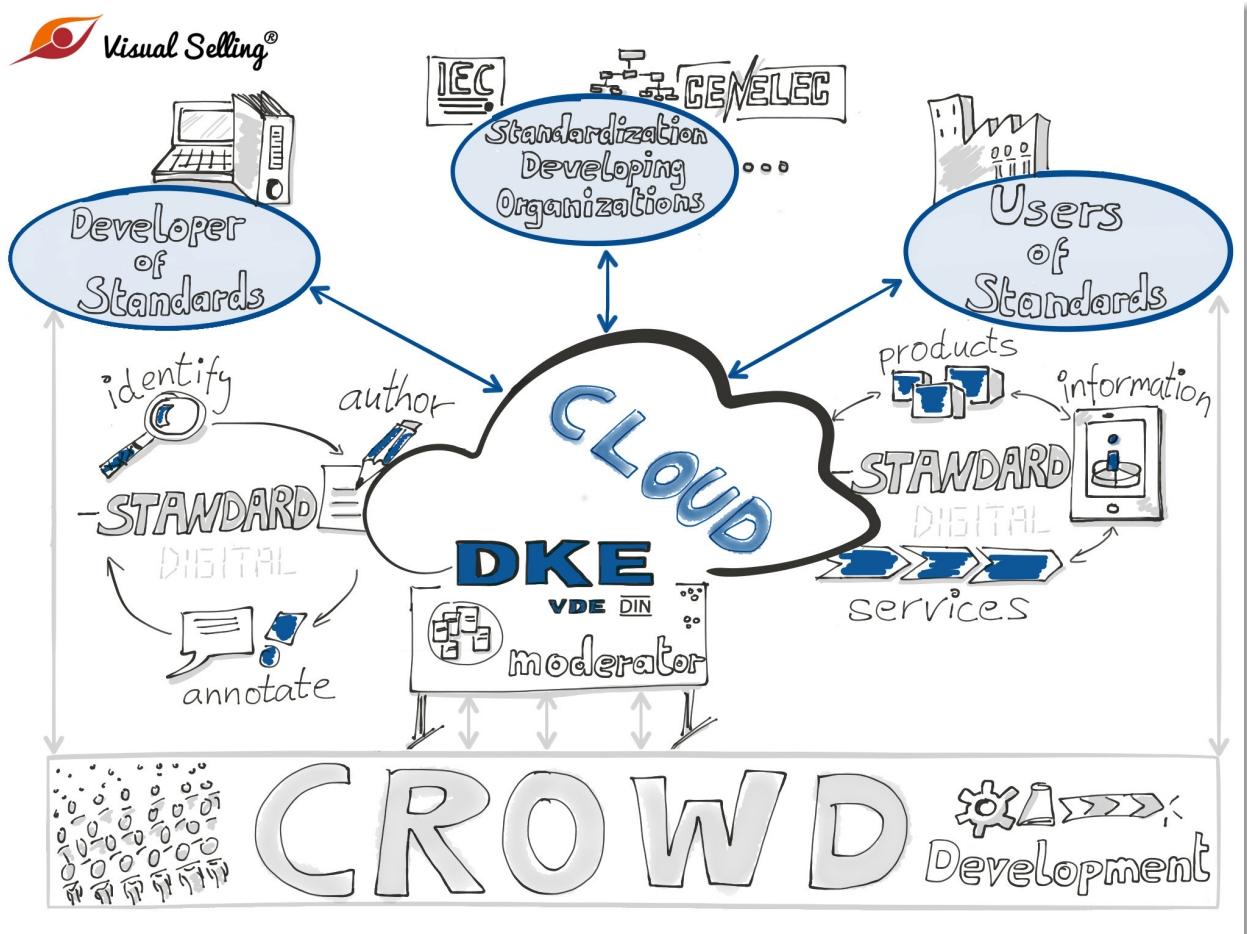 Visual Selling®
IEC
CENELEC
Standardization
Developing
Organizations
Developer
of
Standards
Users
of
Standards
identify
author
STANDARD
DIGITAL
annotate
CLOUD
DKE
VDE DIN
moderator
products
information
STANDARD
DIGITAL
services
CROWD
Development